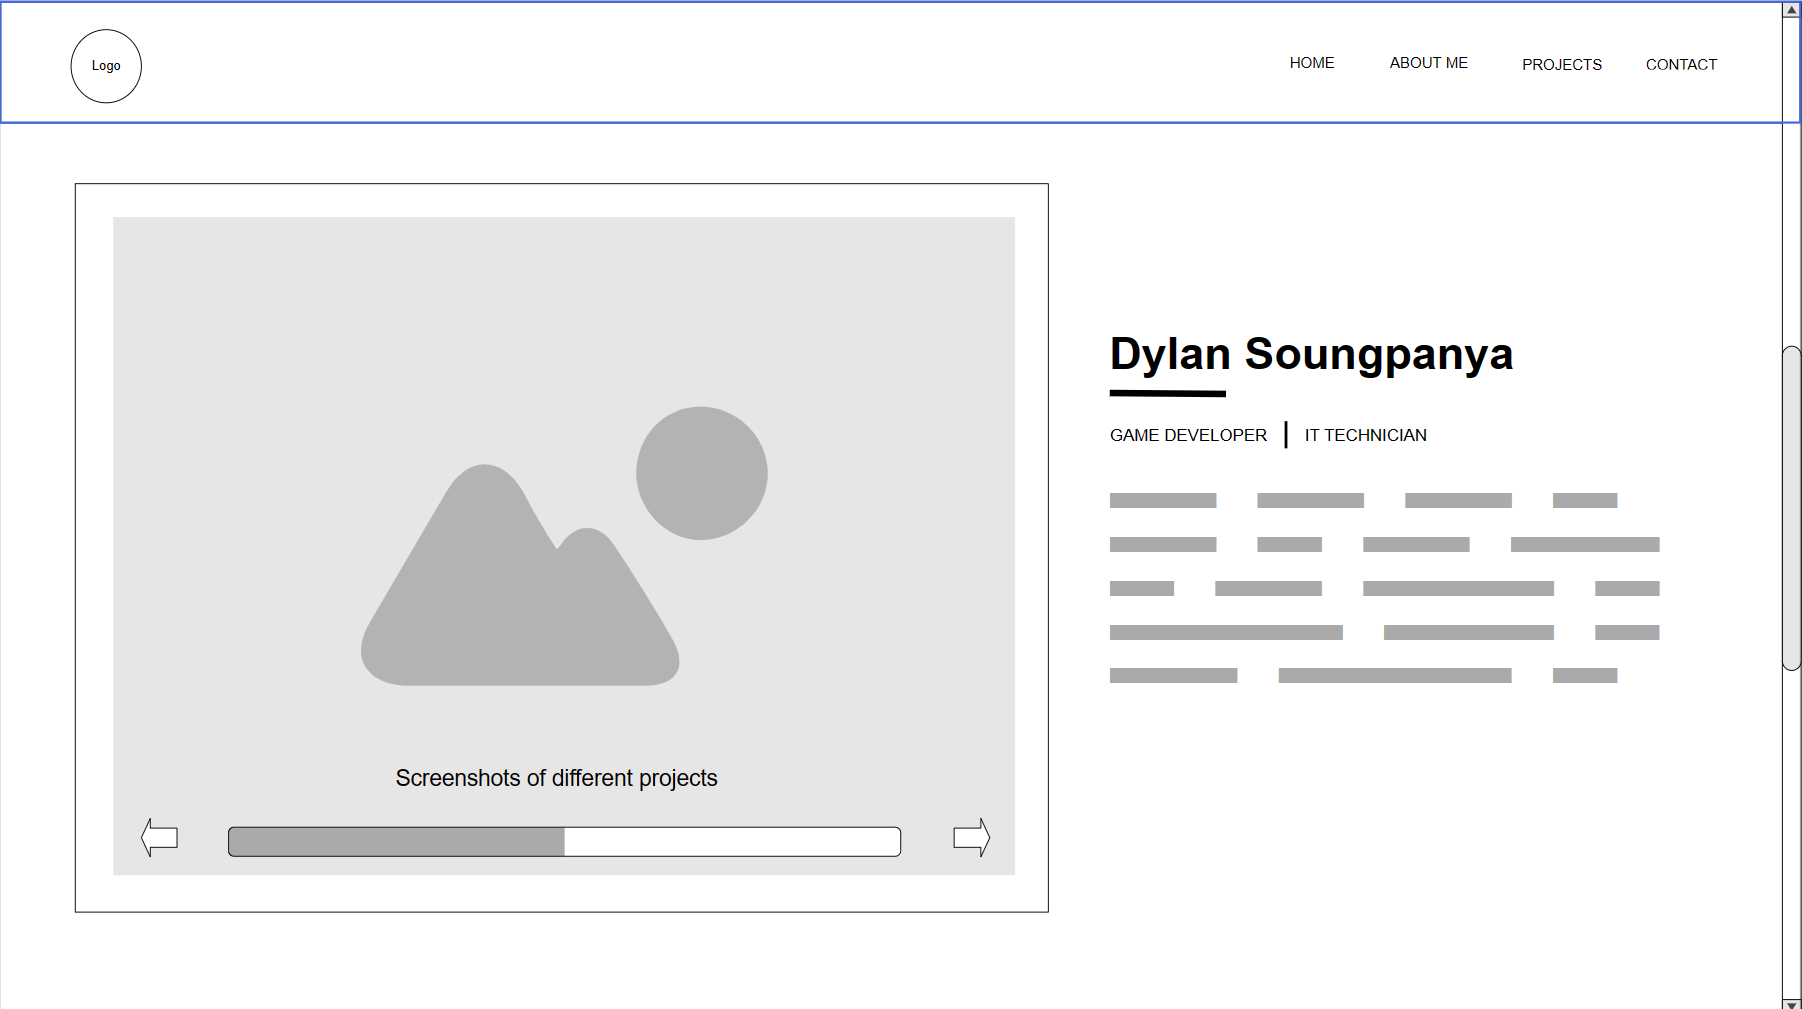 Logo
HOME ABOUT ME PROJECTS CONTACT
Dylan Soungpanya
GAME DEVELOPER IT TECHNICIAN
Screenshots of different projects